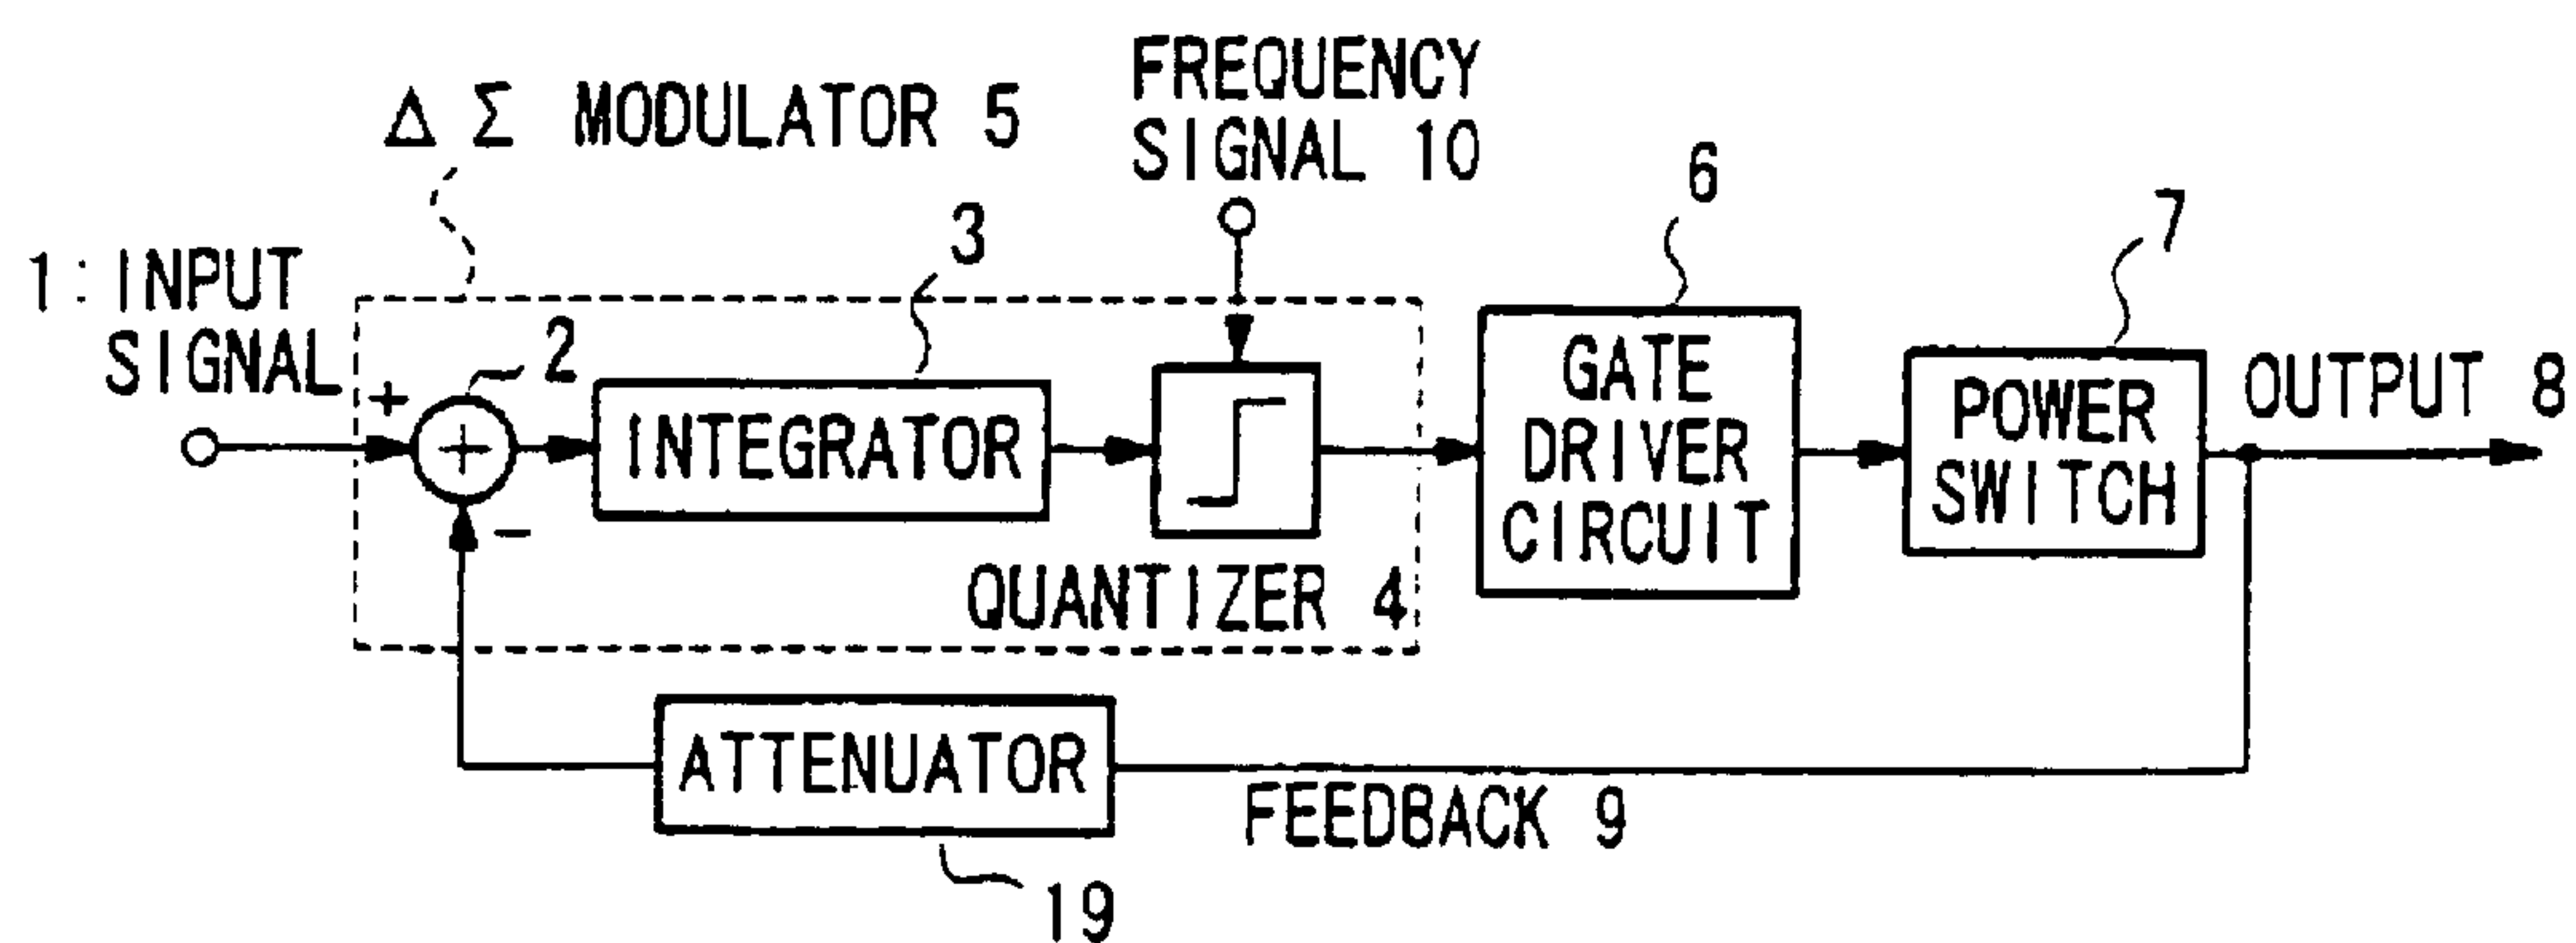 Δ Σ MODULATOR 5
FREQUENCY
SIGNAL 10
6
7
3
1:INPUT
SIGNAL
2
+
+
−
INTEGRATOR
GATE
DRIVER
CIRCUIT
POWER
SWITCH
OUTPUT 8
QUANTIZER 4
ATTENUATOR
FEEDBACK 9
19